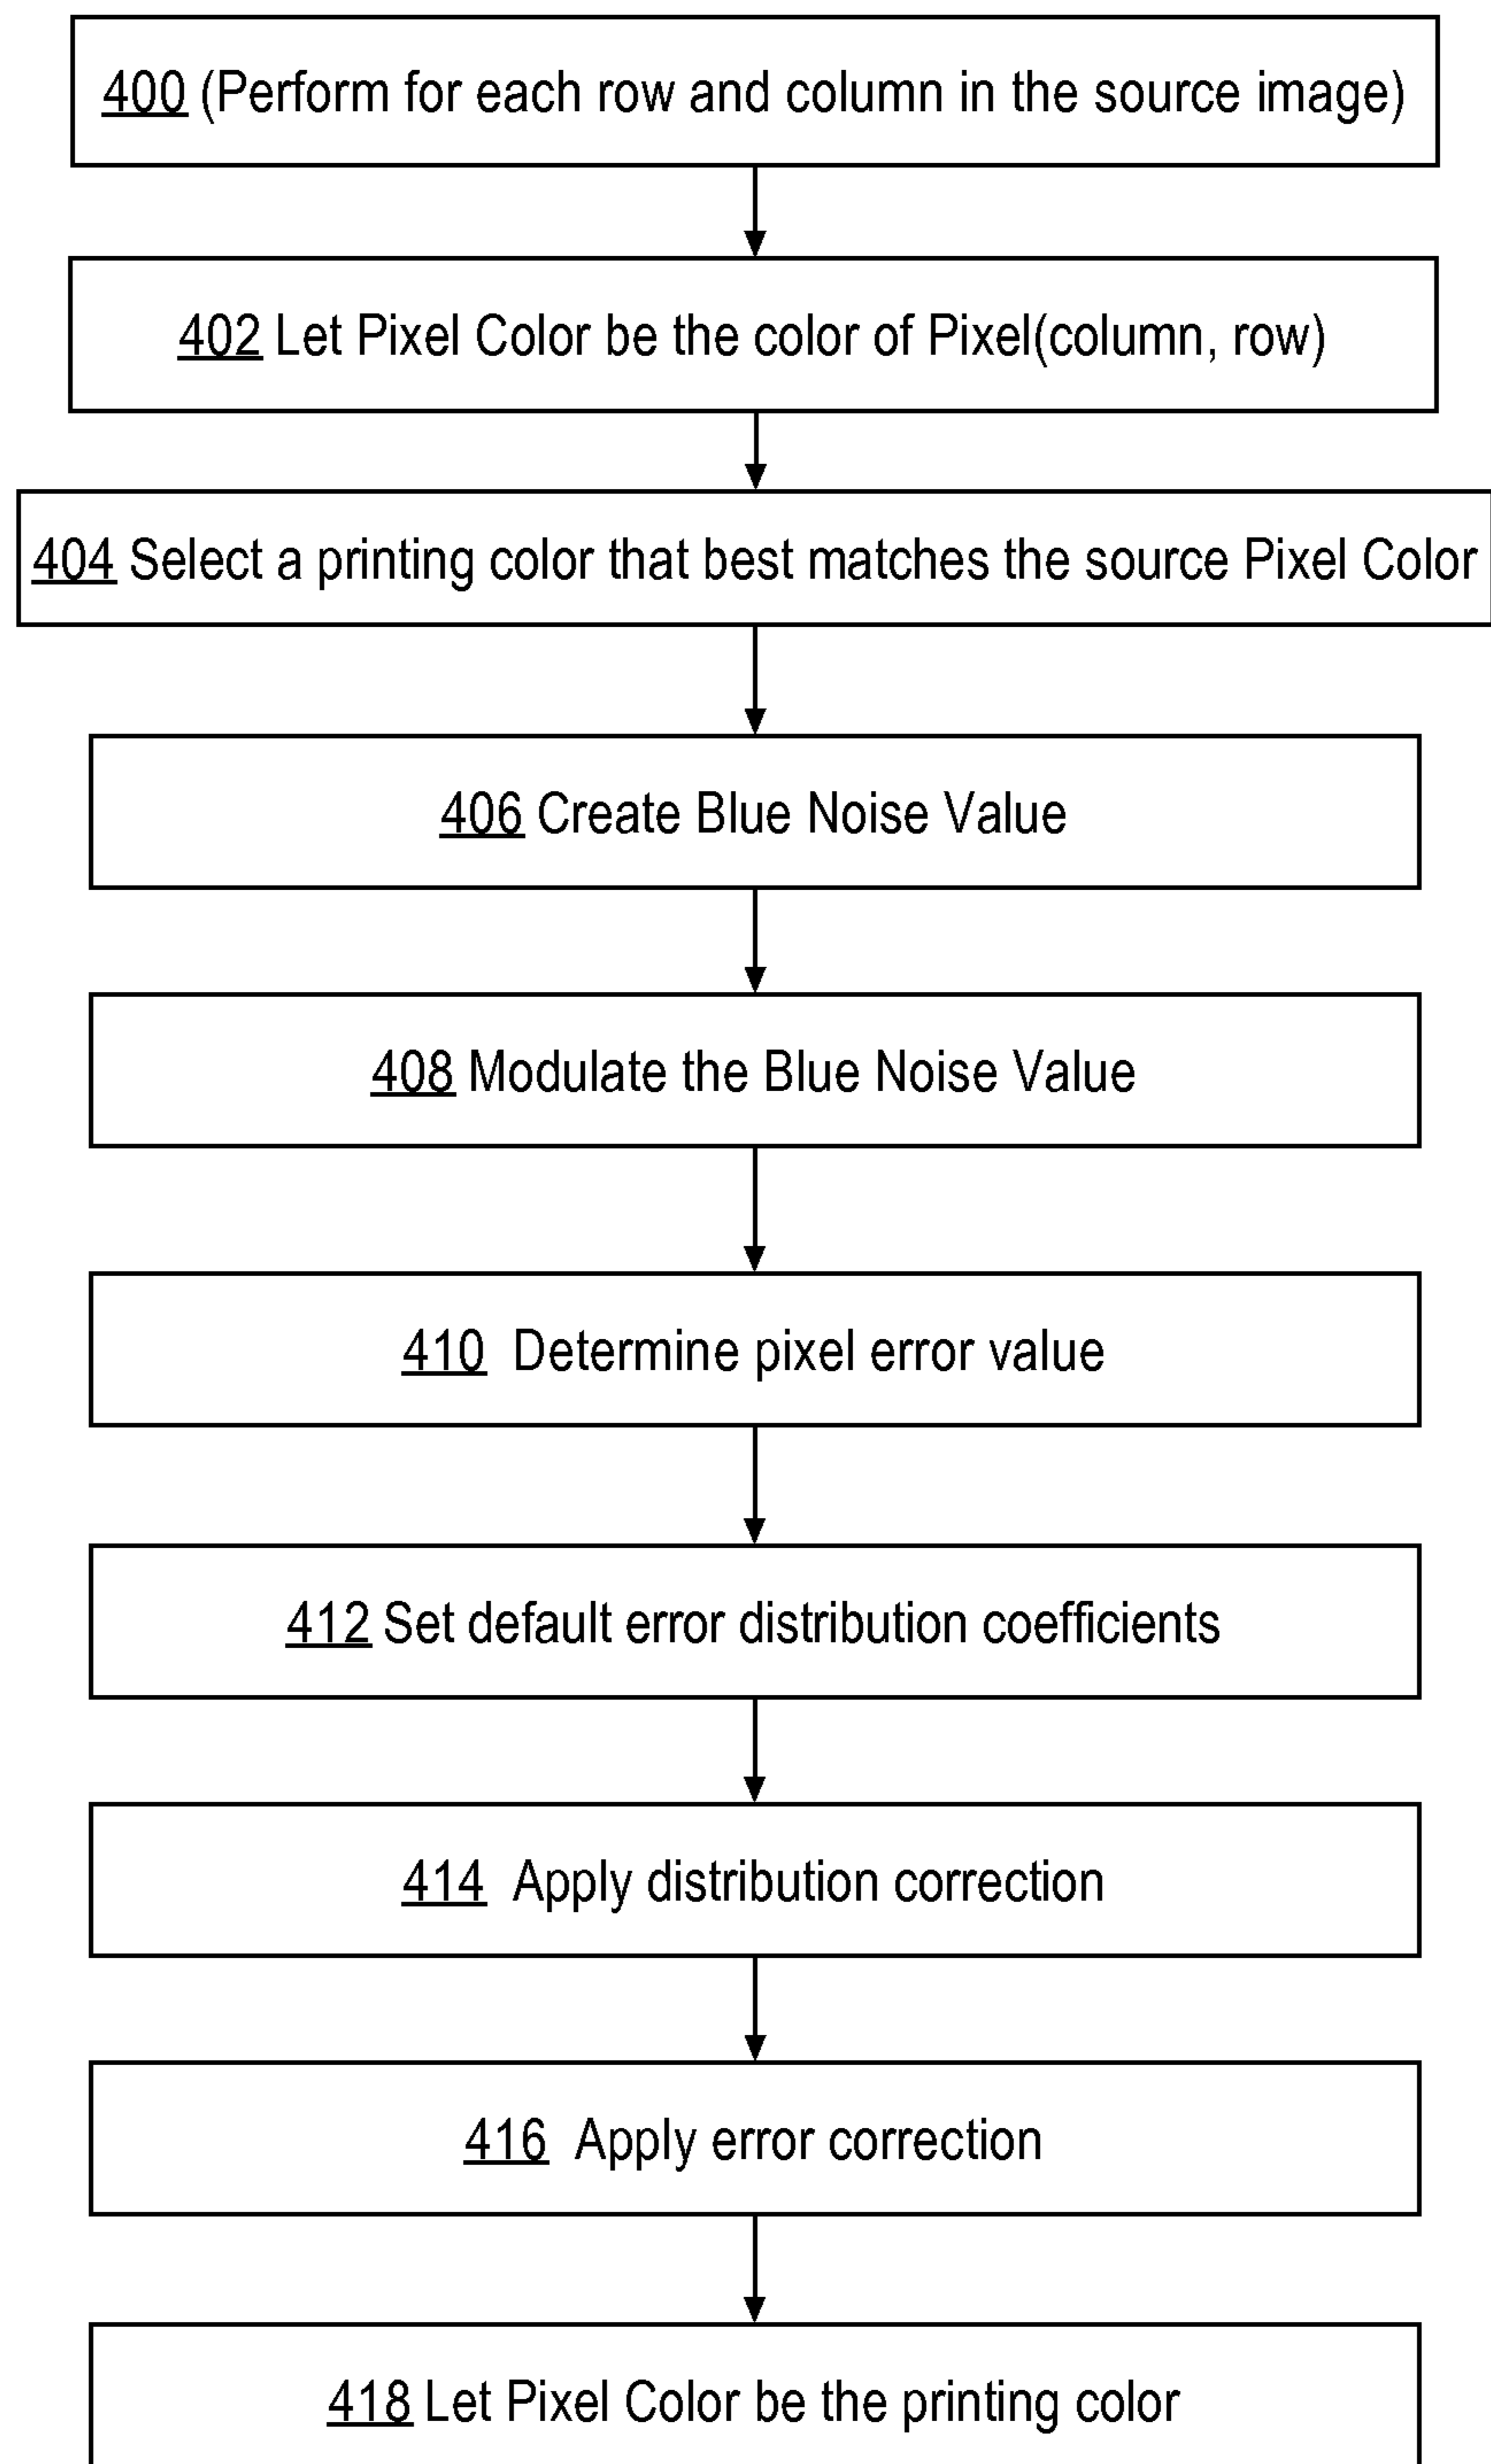 400 (Perform for each row and column in the source image)
402 Let Pixel Color be the color of Pixel(column, row)
404 Select a printing color that best matches the source Pixel Color
406 Create Blue Noise Value
408 Modulate the Blue Noise Value
410 Determine pixel error value
412 Set default error distribution coefficients
414 Apply distribution correction
416 Apply error correction
418 Let Pixel Color be the printing color